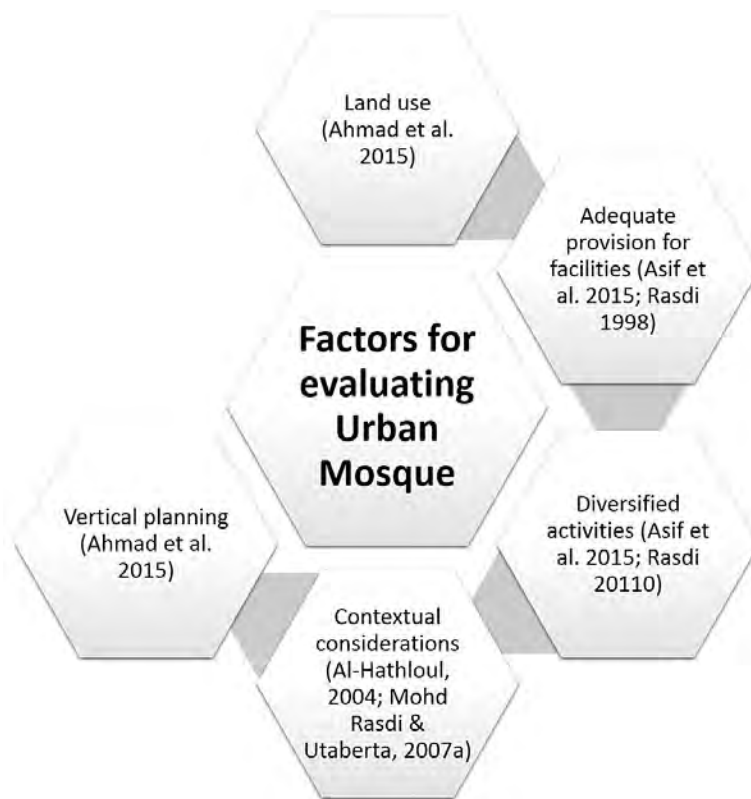 Land use
(Ahmad et al.
2015)
Adequate
provision for
facilities (Asif et
al. 2015; Rasdi
1998)
Factors for
evaluating
Urban
Mosque
Diversified
activities (Asif et
al. 2015; Rasdi
20110)
Vertical planning
(Ahmad et al.
2015)
Contextual
considerations
(Al-Hathloul,
2004; Mohd
Rasdi &
Utaberta, 2007a)